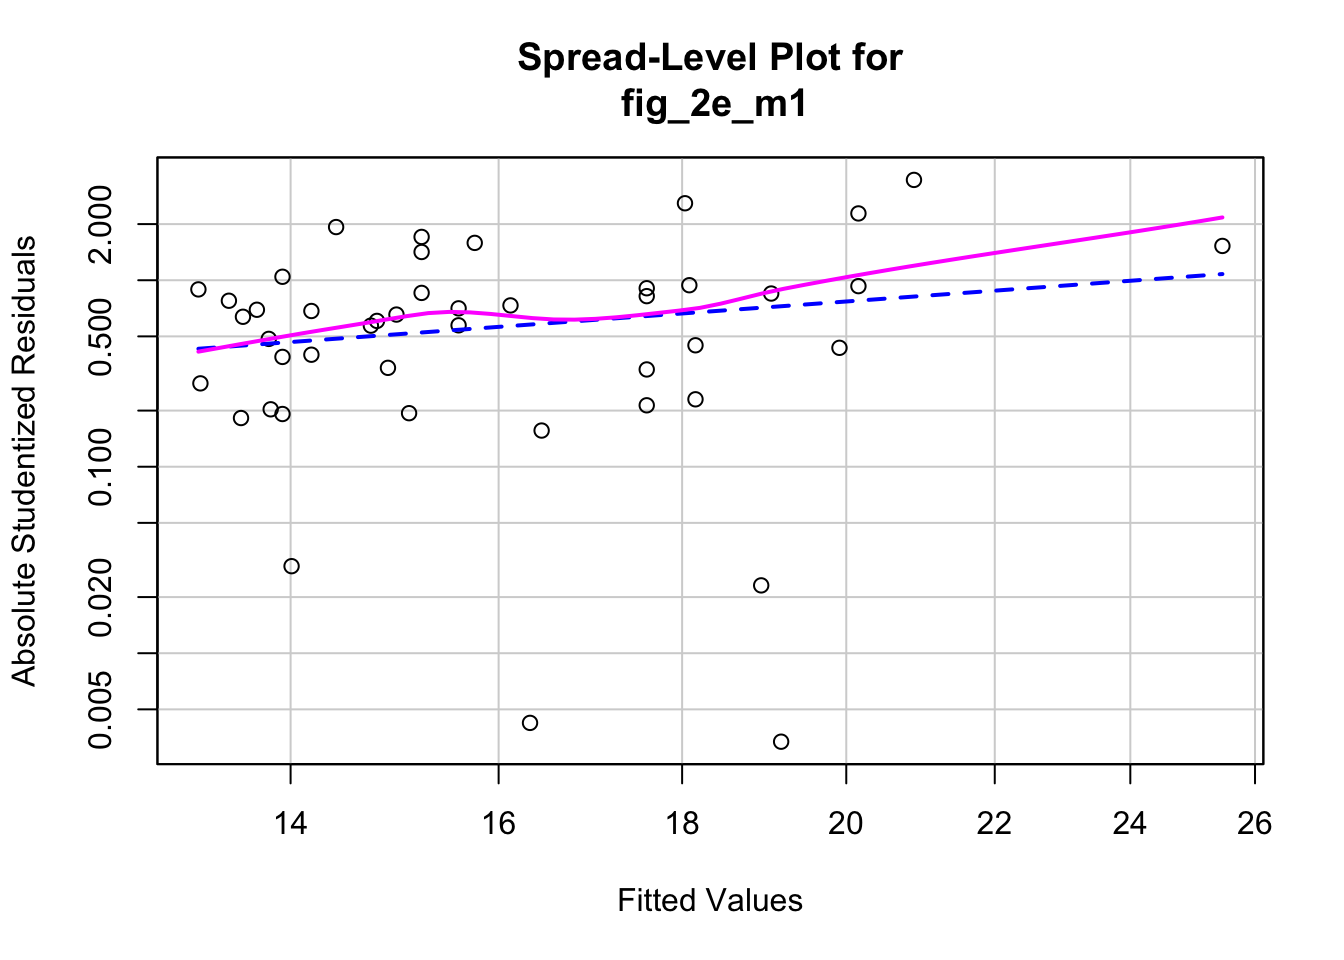 Spread-Level Plot for
fig_2e_m1
Absolute Studentized Residuals
2.000
0.500
0.100
0.020
0.005
14 16 18 20 22 24 26
Fitted Values